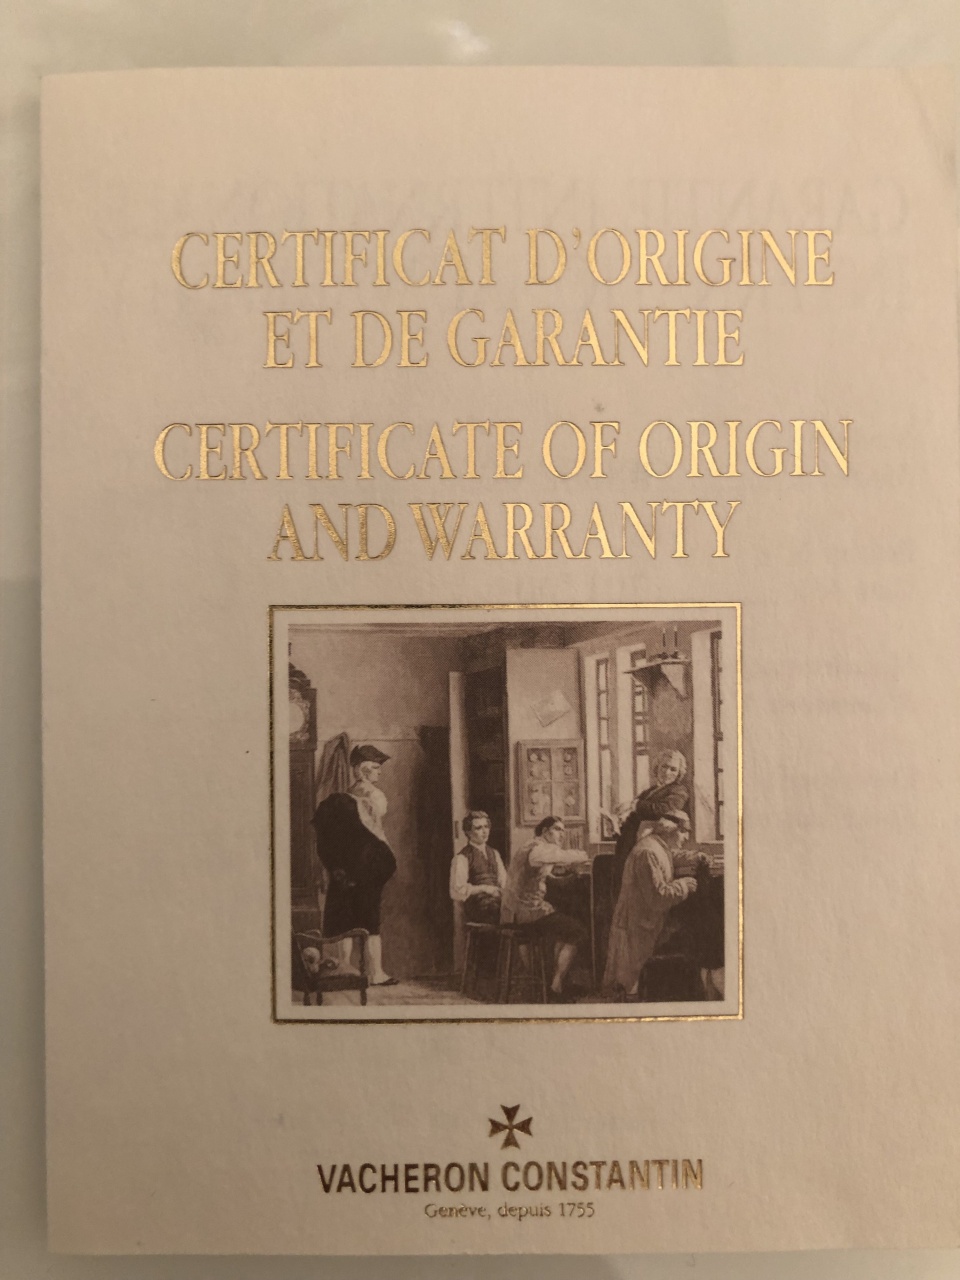 CERTIFICAT D'ORIGINE
ET DE GARANTIE
CERTIFICATE OF ORIGIN
AND WARRANTY
VACHERON CONSTANTIN
Genève, depuis 1755